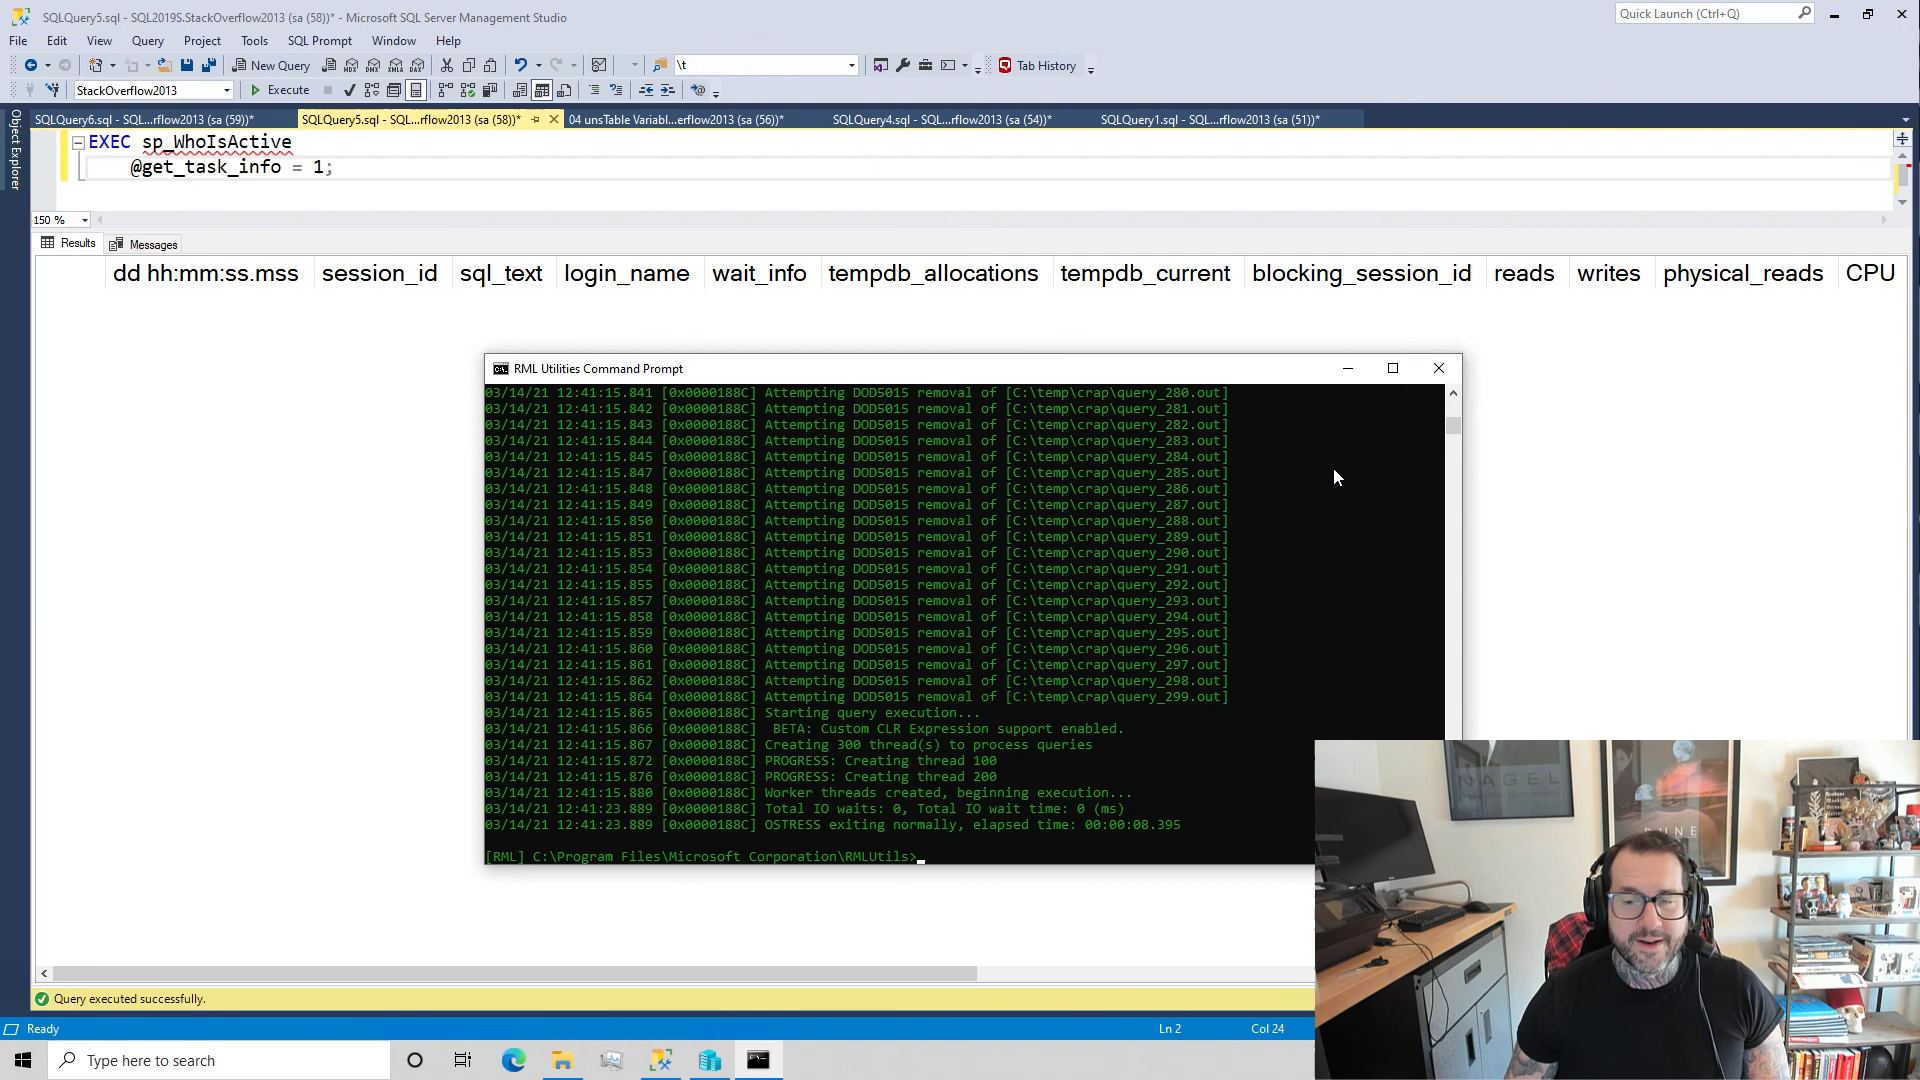 SQLQuery5.sql - SQL2019S.StackOverflow2013 (sa (58))* - Microsoft SQL Server Management Studio
Quick Launch (Ctrl+Q)
File Edit View Query Project Tools SQL Prompt Window Help
New Query
MDX DMX XMLA DAX
\t
Tab History
StackOverflow2013
Execute
Object Explorer
SQLQuery6.sql - SQL...rflow2013 (sa (59))*
SQLQuery5.sql - SQL...rflow2013 (sa (58))*
04 unsTable Variabl...erflow2013 (sa (56))*
SQLQuery4.sql - SQL...rflow2013 (sa (54))*
SQLQuery1.sql - SQL...rflow2013 (sa (51))*
EXEC sp_WhoIsActive
@get_task_info = 1;
150 %
Results Messages
dd hh:mm:ss.mss session_id sql_text login_name wait_info tempdb_allocations tempdb_current blocking_session_id reads writes physical_reads CPU
RML Utilities Command Prompt
03/14/21 12:41:15.841 [0x0000188C] Attempting DOD5015 removal of [C:\temp\crap\query_280.out]
03/14/21 12:41:15.842 [0x0000188C] Attempting DOD5015 removal of [C:\temp\crap\query_281.out]
03/14/21 12:41:15.843 [0x0000188C] Attempting DOD5015 removal of [C:\temp\crap\query_282.out]
03/14/21 12:41:15.844 [0x0000188C] Attempting DOD5015 removal of [C:\temp\crap\query_283.out]
03/14/21 12:41:15.845 [0x0000188C] Attempting DOD5015 removal of [C:\temp\crap\query_284.out]
03/14/21 12:41:15.847 [0x0000188C] Attempting DOD5015 removal of [C:\temp\crap\query_285.out]
03/14/21 12:41:15.848 [0x0000188C] Attempting DOD5015 removal of [C:\temp\crap\query_286.out]
03/14/21 12:41:15.849 [0x0000188C] Attempting DOD5015 removal of [C:\temp\crap\query_287.out]
03/14/21 12:41:15.850 [0x0000188C] Attempting DOD5015 removal of [C:\temp\crap\query_288.out]
03/14/21 12:41:15.851 [0x0000188C] Attempting DOD5015 removal of [C:\temp\crap\query_289.out]
03/14/21 12:41:15.853 [0x0000188C] Attempting DOD5015 removal of [C:\temp\crap\query_290.out]
03/14/21 12:41:15.854 [0x0000188C] Attempting DOD5015 removal of [C:\temp\crap\query_291.out]
03/14/21 12:41:15.855 [0x0000188C] Attempting DOD5015 removal of [C:\temp\crap\query_292.out]
03/14/21 12:41:15.857 [0x0000188C] Attempting DOD5015 removal of [C:\temp\crap\query_293.out]
03/14/21 12:41:15.858 [0x0000188C] Attempting DOD5015 removal of [C:\temp\crap\query_294.out]
03/14/21 12:41:15.859 [0x0000188C] Attempting DOD5015 removal of [C:\temp\crap\query_295.out]
03/14/21 12:41:15.860 [0x0000188C] Attempting DOD5015 removal of [C:\temp\crap\query_296.out]
03/14/21 12:41:15.861 [0x0000188C] Attempting DOD5015 removal of [C:\temp\crap\query_297.out]
03/14/21 12:41:15.862 [0x0000188C] Attempting DOD5015 removal of [C:\temp\crap\query_298.out]
03/14/21 12:41:15.864 [0x0000188C] Attempting DOD5015 removal of [C:\temp\crap\query_299.out]
03/14/21 12:41:15.865 [0x0000188C] Starting query execution...
03/14/21 12:41:15.866 [0x0000188C] BETA: Custom CLR Expression support enabled.
03/14/21 12:41:15.867 [0x0000188C] Creating 300 thread(s) to process queries
03/14/21 12:41:15.872 [0x0000188C] PROGRESS: Creating thread 100
03/14/21 12:41:15.876 [0x0000188C] PROGRESS: Creating thread 200
03/14/21 12:41:15.880 [0x0000188C] Worker threads created, beginning execution...
03/14/21 12:41:23.889 [0x0000188C] Total IO waits: 0, Total IO wait time: 0 (ms)
03/14/21 12:41:23.889 [0x0000188C] OSTRESS exiting normally, elapsed time: 00:00:08.395
[RML] C:\Program Files\Microsoft Corporation\RMLUtils>
NAGEL
DUNE
Query executed successfully.
Ready
Ln 2
Col 24
Type here to search